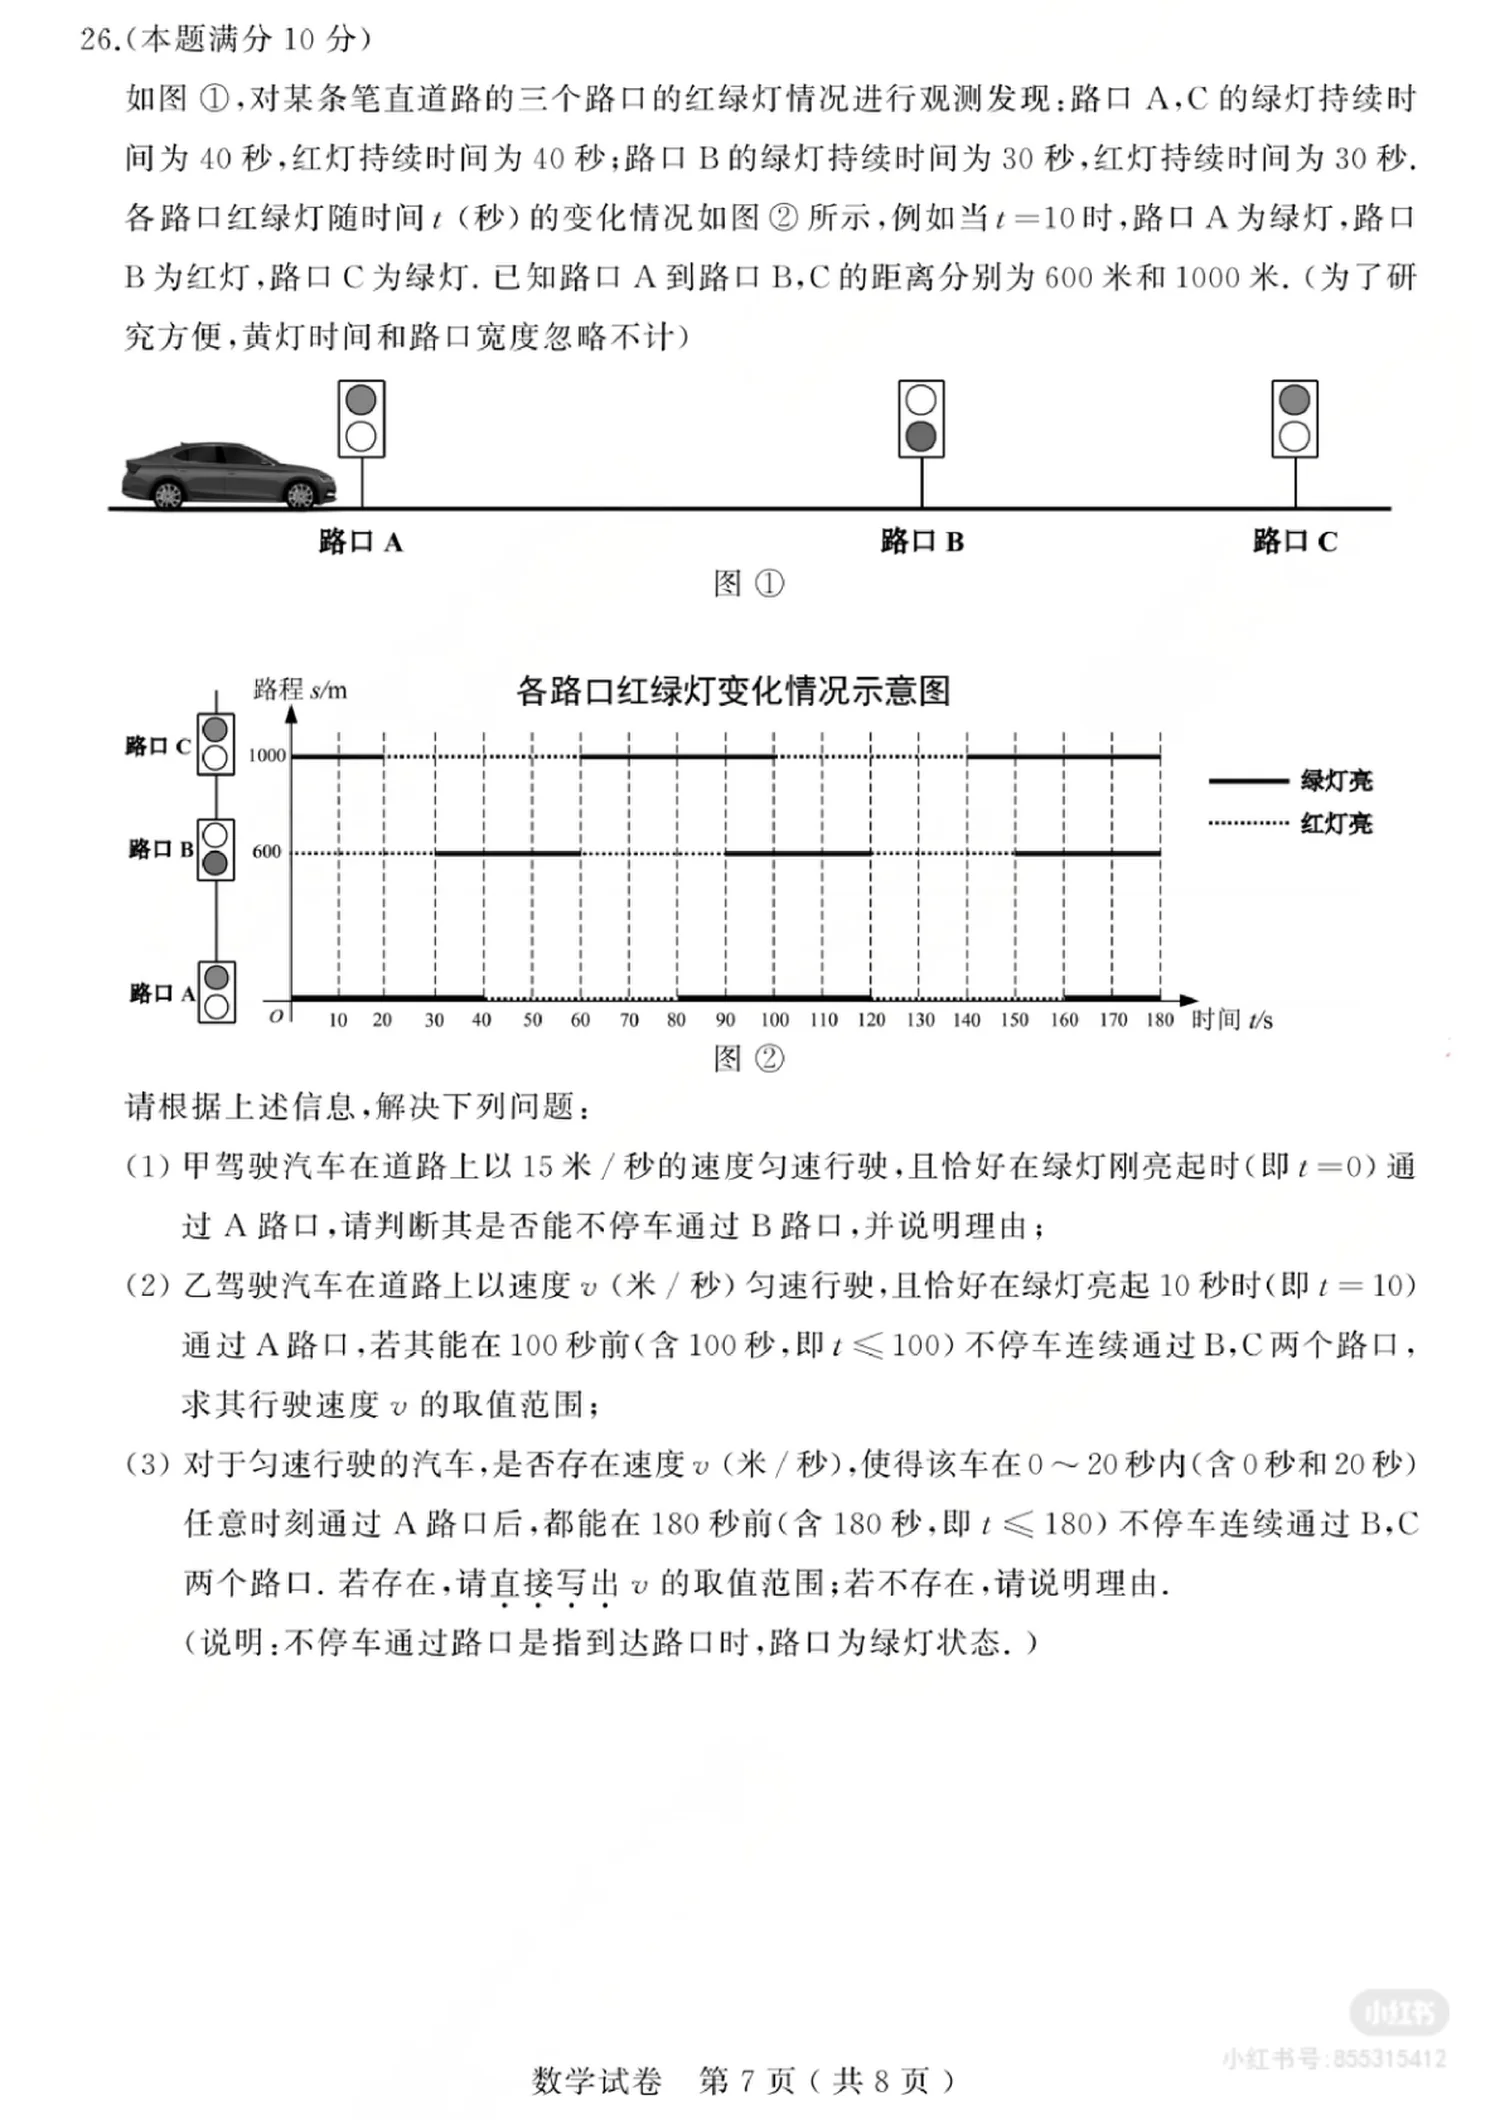 26.(本题满分 10 分)
如图 ①,对某条笔直道路的三个路口的红绿灯情况进行观测发现:路口 A,C 的绿灯持续时
间为 40 秒,红灯持续时间为 40 秒;路口 B 的绿灯持续时间为 30 秒,红灯持续时间为 30 秒.
各路口红绿灯随时间 t (秒) 的变化情况如图 ② 所示,例如当 t =10 时,路口 A 为绿灯,路口
B 为红灯,路口 C 为绿灯. 已知路口 A 到路口 B,C 的距离分别为 600 米和 1000 米. (为了研
究方便,黄灯时间和路口宽度忽略不计)
路口 A
路口 B
路口 C
图 ①
路程 s/m
各路口红绿灯变化情况示意图
路口 C
1000
绿灯亮
红灯亮
路口 B
600
路口 A
O 10 20 30 40 50 60 70 80 90 100 110 120 130 140 150 160 170 180 时间 t/s
图 ②
请根据上述信息,解决下列问题:
(1) 甲驾驶汽车在道路上以 15 米 / 秒的速度匀速行驶,且恰好在绿灯刚亮起时(即 t =0) 通
过 A 路口,请判断其是否能不停车通过 B 路口,并说明理由;
(2) 乙驾驶汽车在道路上以速度 v (米 / 秒) 匀速行驶,且恰好在绿灯亮起 10 秒时(即 t = 10)
通过 A 路口,若其能在 100 秒前(含 100 秒,即 t ⩽ 100) 不停车连续通过 B,C 两个路口,
求其行驶速度 v 的取值范围;
(3) 对于匀速行驶的汽车,是否存在速度 v (米 / 秒),使得该车在 0 ~ 20 秒内(含 0 秒和 20 秒)
任意时刻通过 A 路口后,都能在 180 秒前(含 180 秒,即 t ⩽ 180) 不停车连续通过 B,C
两个路口. 若存在,请直接写出 v 的取值范围;若不存在,请说明理由.
(说明:不停车通过路口是指到达路口时,路口为绿灯状态. )
小红书
小红书号:855315412
数学试卷 第 7 页 ( 共 8 页 )